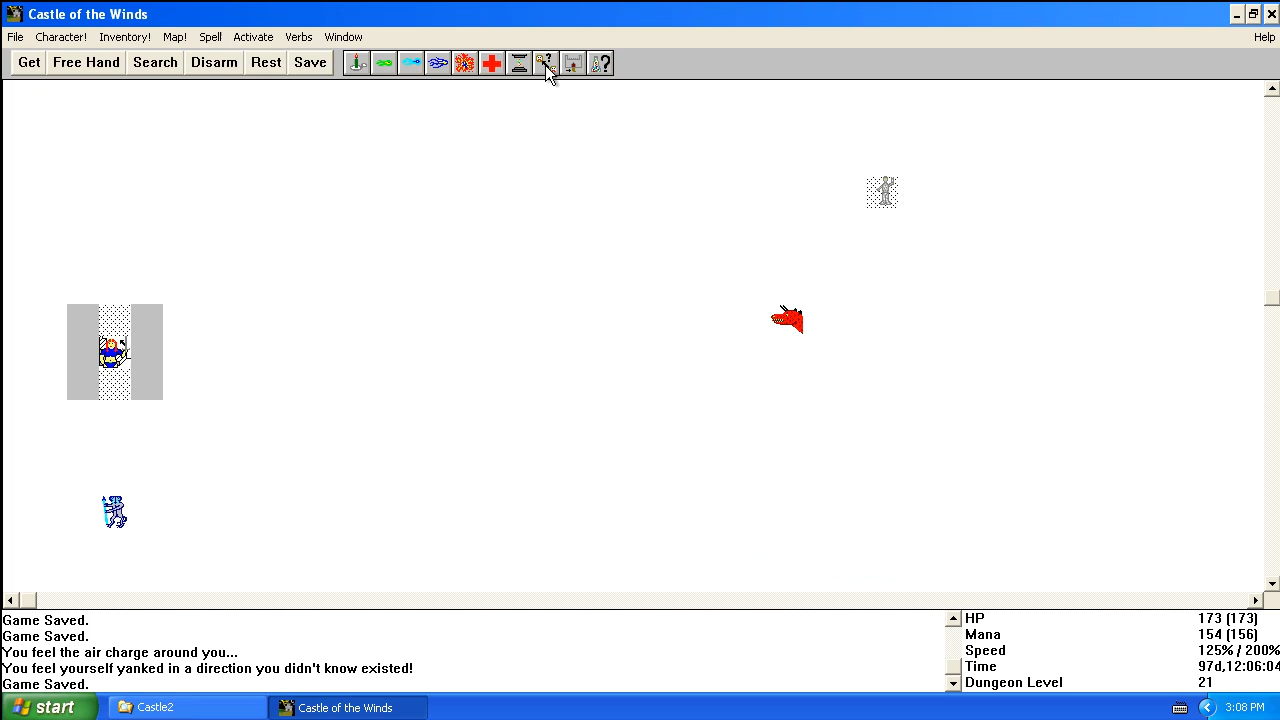 Castle of the Winds
File Character! Inventory! Map! Spell Activate Verbs Window Help
Get Free Hand Search Disarm Rest Save
Game Saved.
Game Saved.
You feel the air charge around you...
You feel yourself yanked in a direction you didn't know existed!
Game Saved.
HP 173 (173)
Mana 154 (156)
Speed 125% / 200%
Time 97d,12:06:04
Dungeon Level 21
start Castle2 Castle of the Winds 3:08 PM